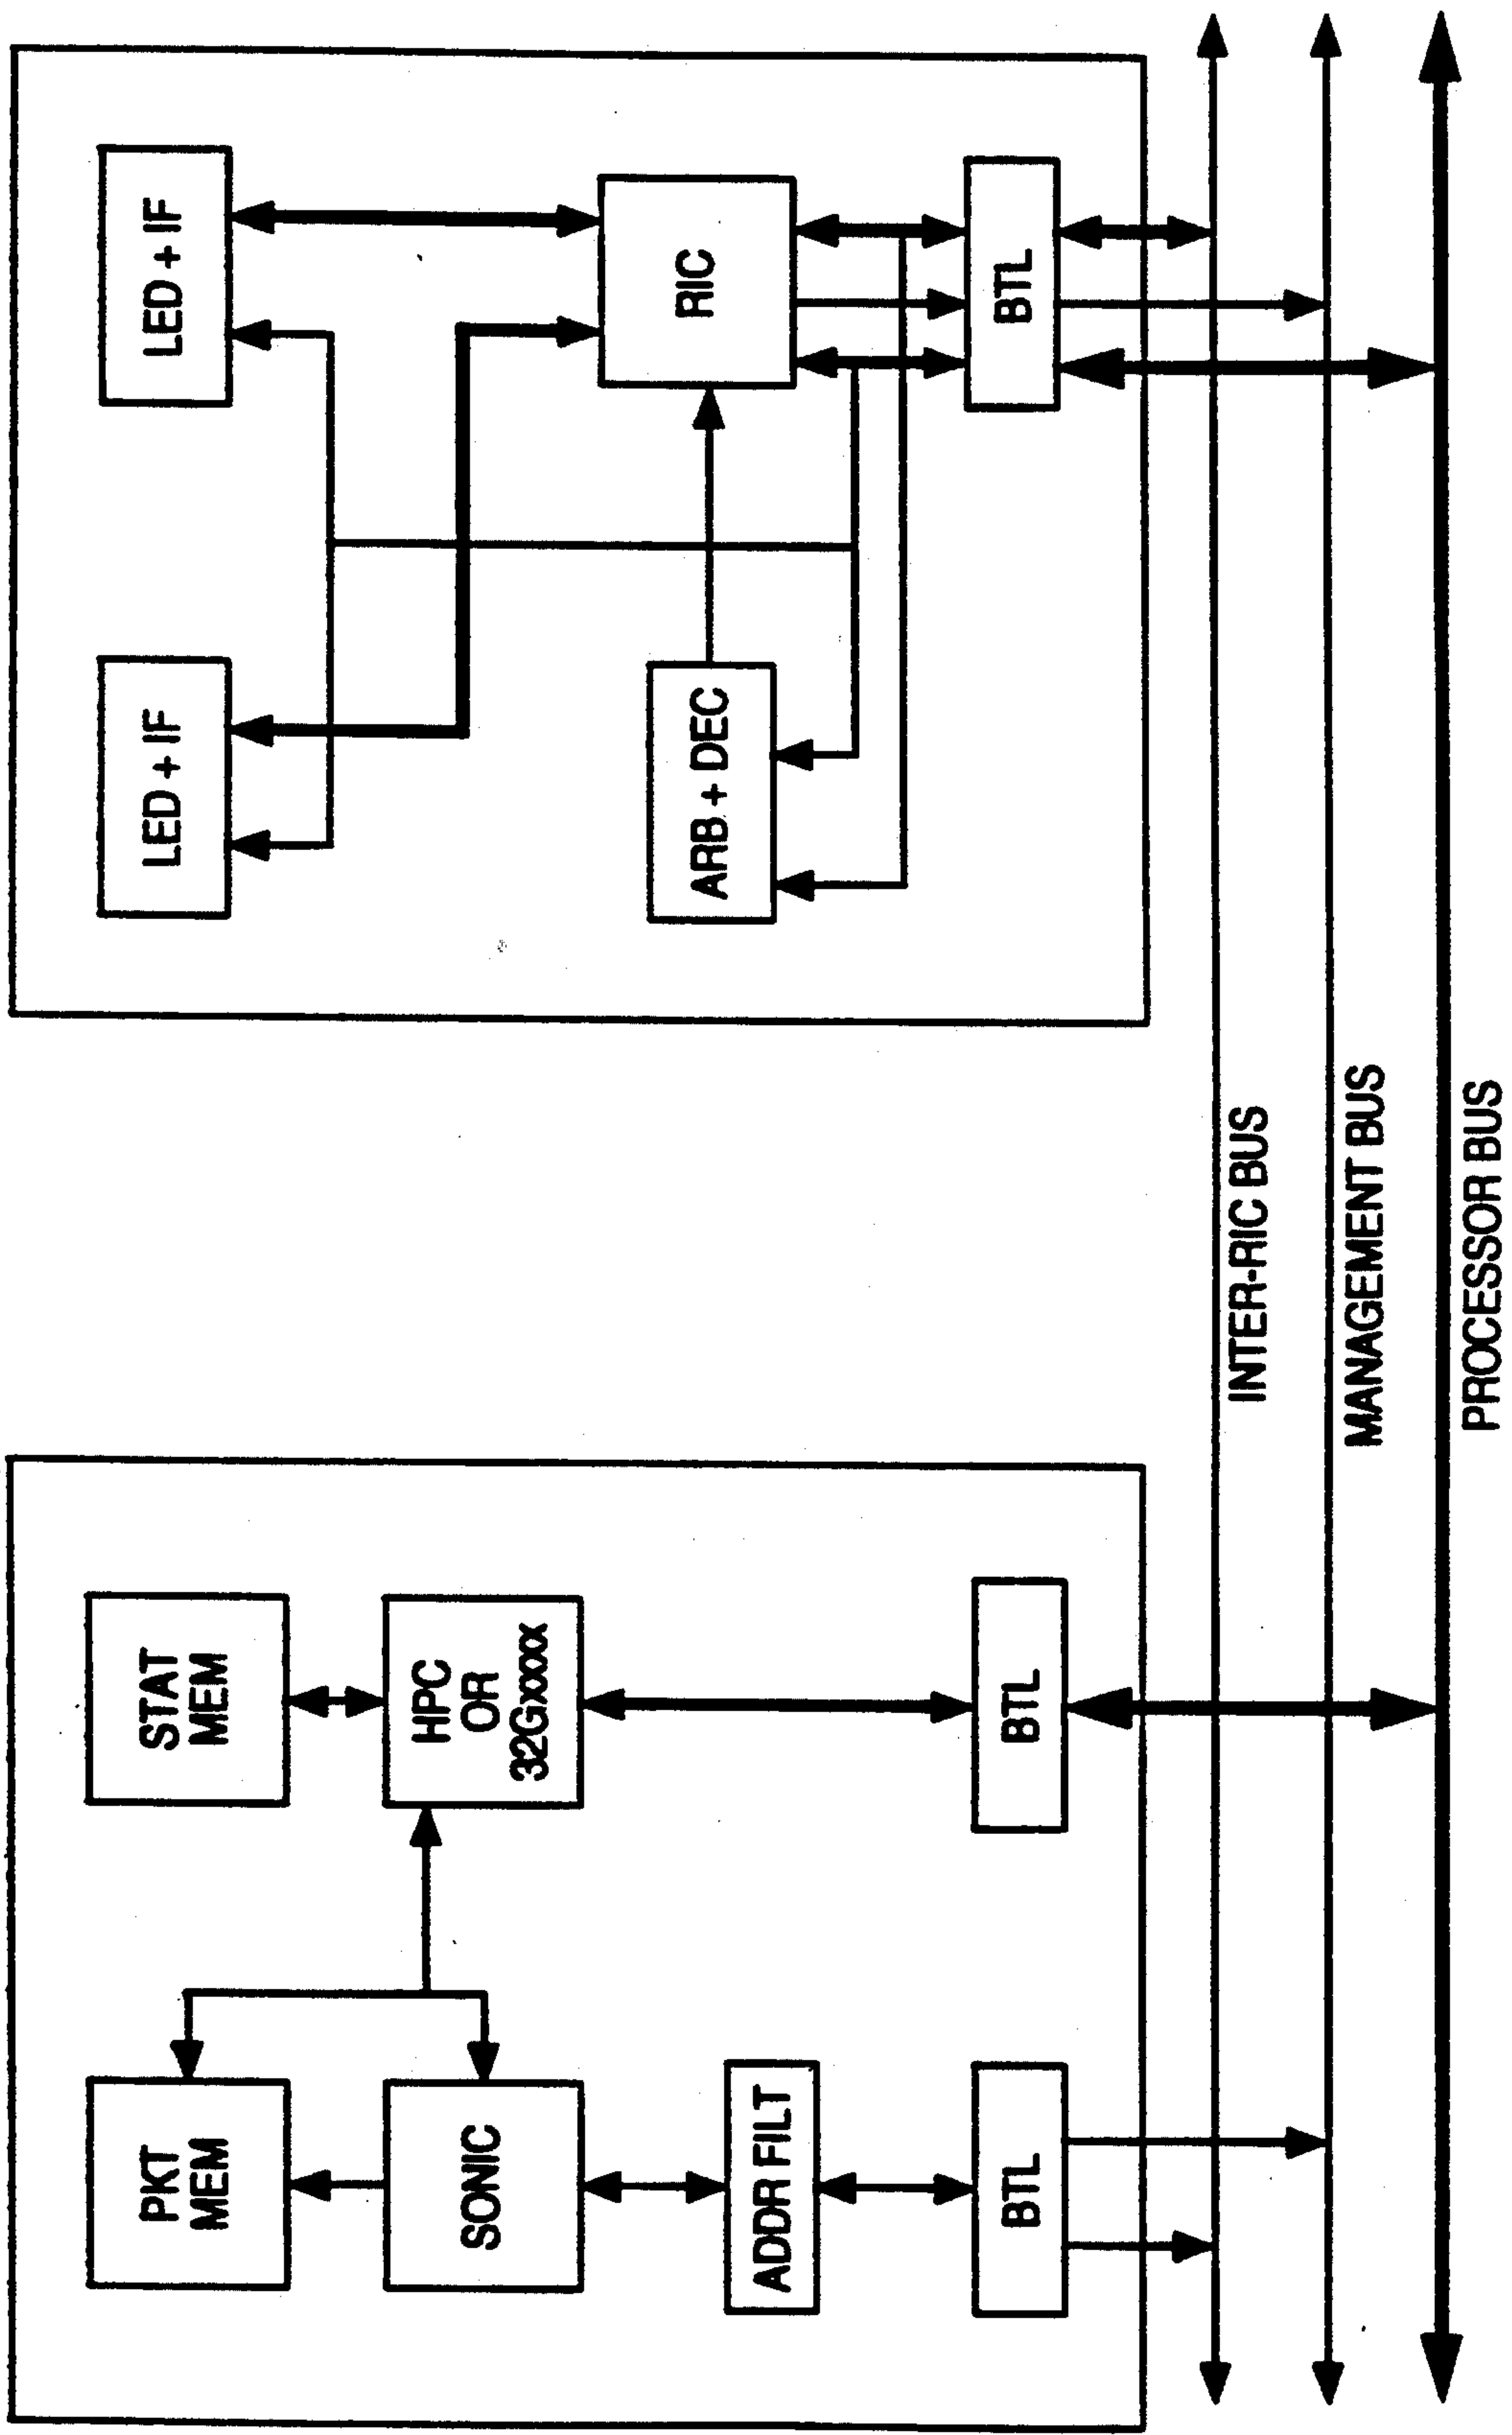 PKT
MEM
STAT
MEM
LED + IF
LED + IF
SONIC
HPC
OR
32Gxxxx
ARB + DEC
RIC
ADDR FILT
BTL
BTL
BTL
INTER-RIC BUS
MANAGEMENT BUS
PROCESSOR BUS